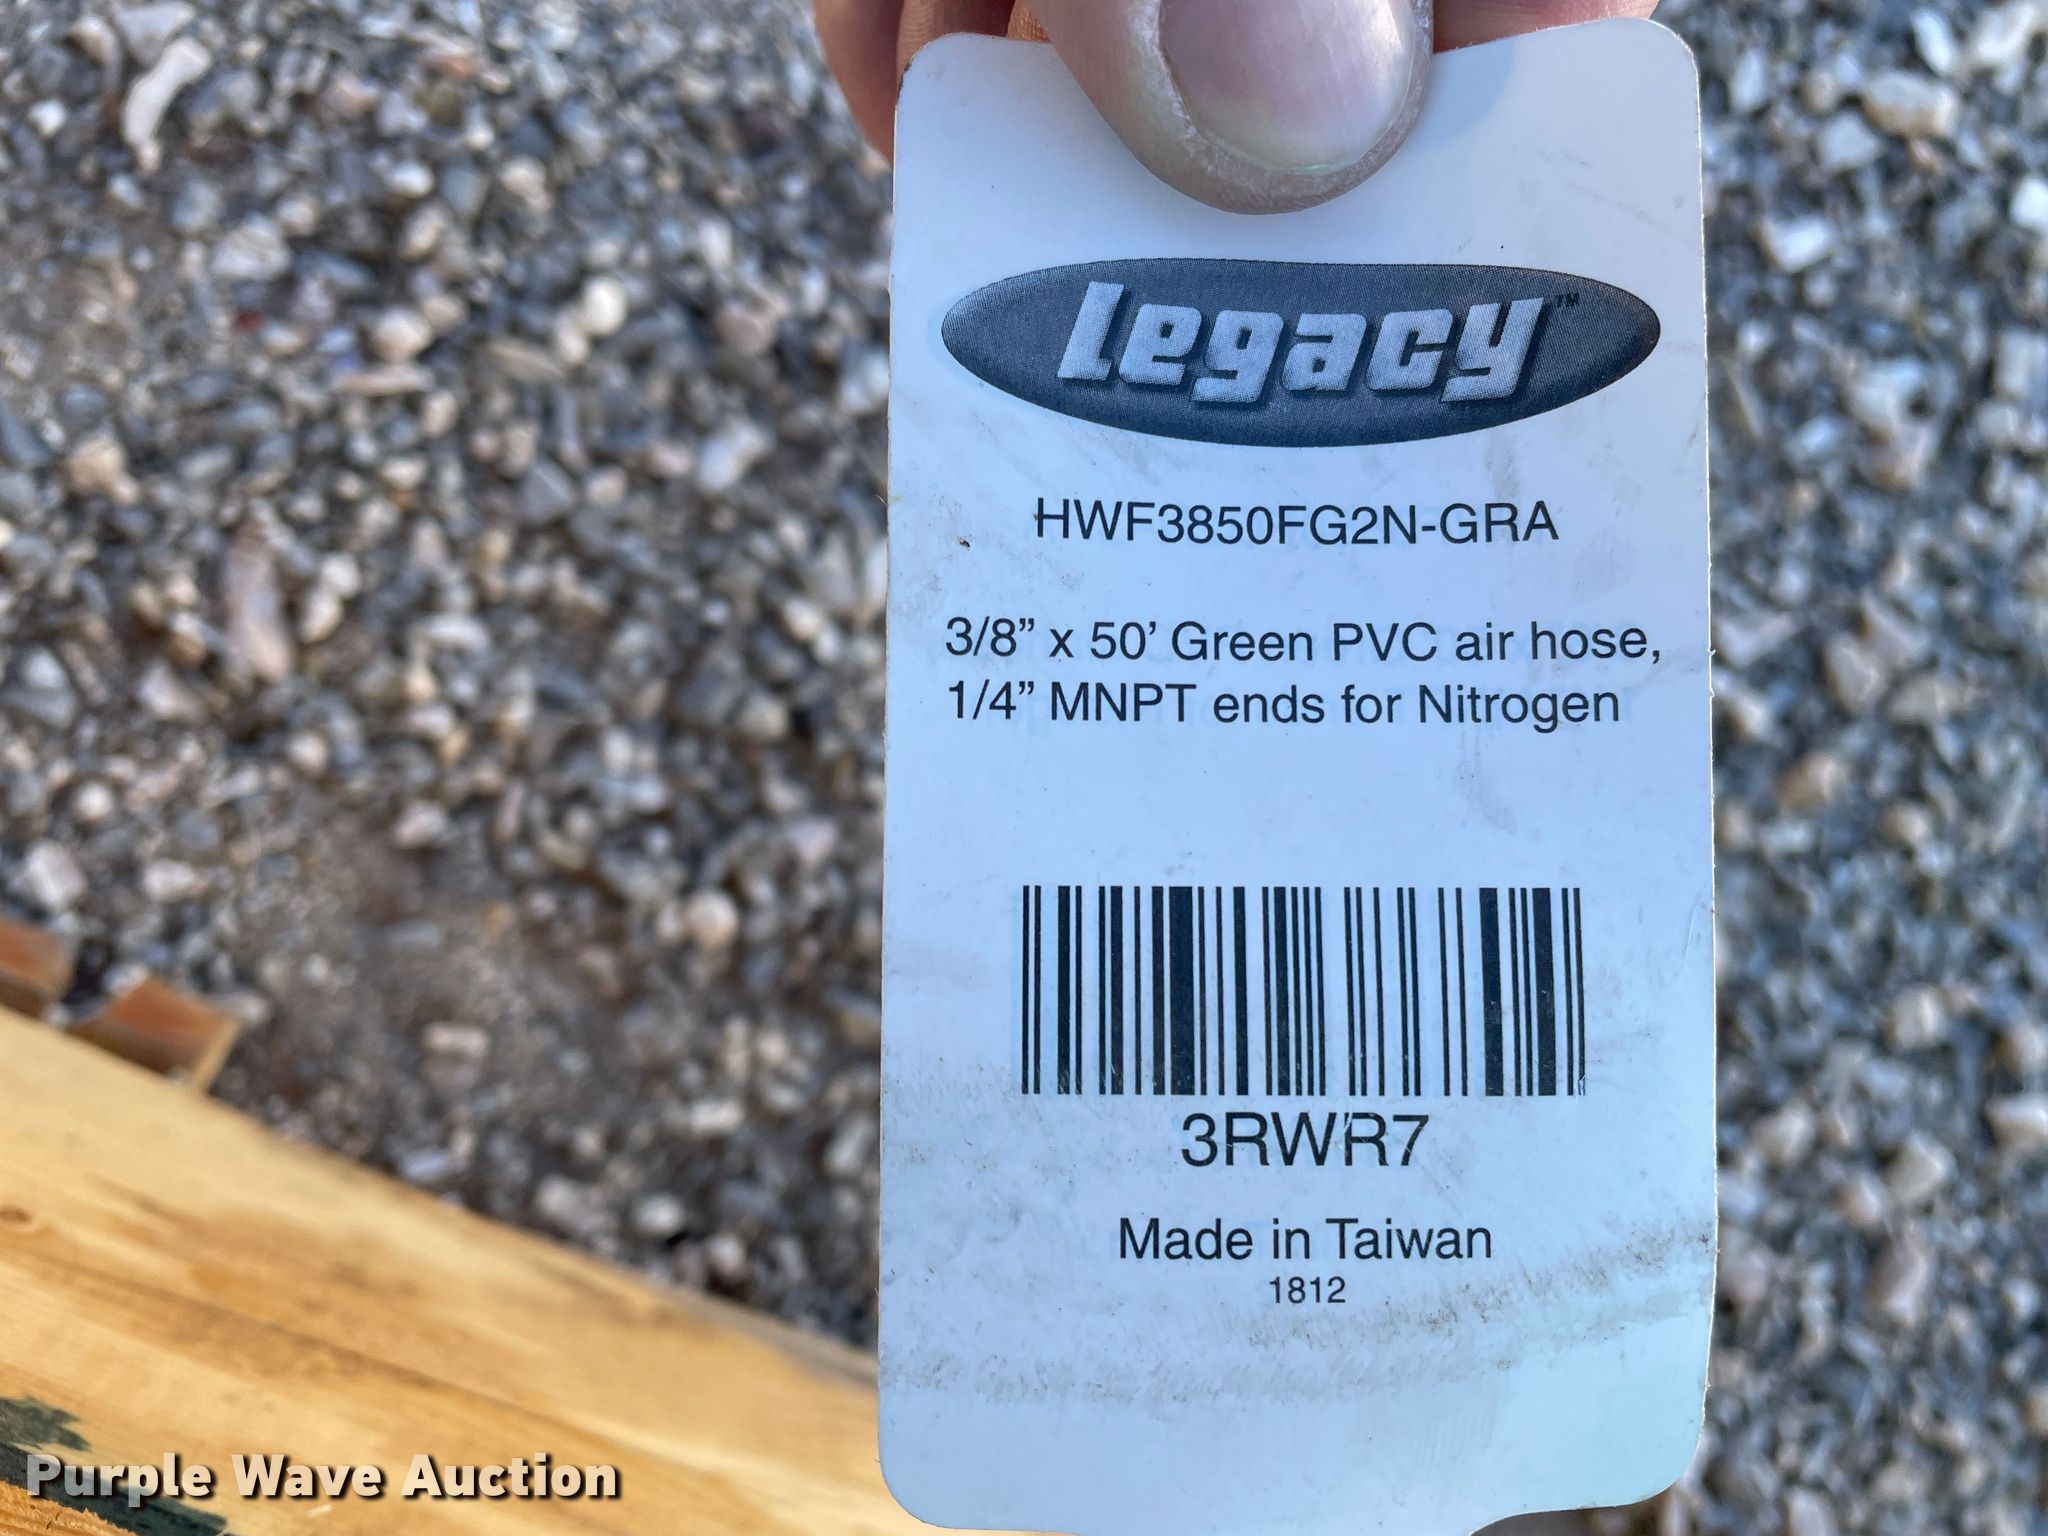 Legacy™
HWF3850FG2N-GRA
3/8” x 50’ Green PVC air hose,
1/4” MNPT ends for Nitrogen
3RWR7
Made in Taiwan
1812
Purple Wave Auction